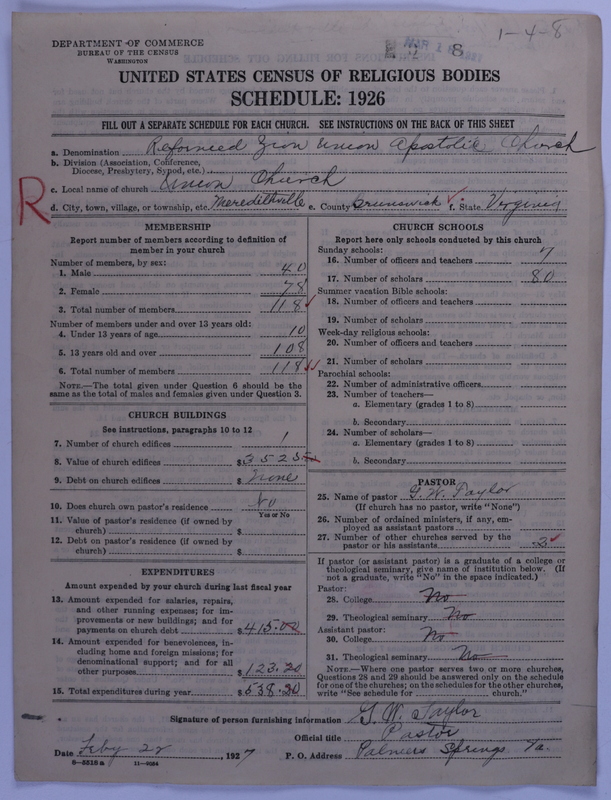 1-4-8
DEPARTMENT OF COMMERCE
BUREAU OF THE CENSUS
WASHINGTON
MAR 1
8
UNITED STATES CENSUS OF RELIGIOUS BODIES
SCHEDULE: 1926
FILL OUT A SEPARATE SCHEDULE FOR EACH CHURCH. SEE INSTRUCTIONS ON THE BACK OF THIS SHEET
a. Denomination Reformed Zion Union Apostolic Church
b. Division (Association, Conference,
Diocese, Presbytery, Synod, etc.)
c. Local name of church Union Church
R
d. City, town, village, or township, etc. Meredithville e. County Brunswick f. State Virginia
MEMBERSHIP
Report number of members according to definition of
member in your church
Number of members, by sex:
1. Male 40
2. Female 78
3. Total number of members 118
Number of members under and over 13 years old:
4. Under 13 years of age 10
5. 13 years old and over 108
6. Total number of members 118
NOTE.—The total given under Question 6 should be the
same as the total of males and females given under Question 3.
CHURCH BUILDINGS
See instructions, paragraphs 10 to 12
7. Number of church edifices 1
8. Value of church edifices $3525
9. Debt on church edifices $ None
10. Does church own pastor's residence No
Yes or No
11. Value of pastor's residence (if owned by
church) $
12. Debt on pastor's residence (if owned by
church) $
EXPENDITURES
Amount expended by your church during last fiscal year
13. Amount expended for salaries, repairs,
and other running expenses; for im-
provements or new buildings; and for
payments on church debt $415.00
14. Amount expended for benevolences, in-
cluding home and foreign missions; for
denominational support; and for all
other purposes $123.20
15. Total expenditures during year $538.20
CHURCH SCHOOLS
Report here only schools conducted by this church
Sunday schools:
16. Number of officers and teachers 7
17. Number of scholars 80
Summer vacation Bible schools:
18. Number of officers and teachers
19. Number of scholars
Week-day religious schools:
20. Number of officers and teachers
21. Number of scholars
Parochial schools:
22. Number of administrative officers
23. Number of teachers—
a. Elementary (grades 1 to 8)
b. Secondary
24. Number of scholars—
a. Elementary (grades 1 to 8)
b. Secondary
PASTOR
25. Name of pastor G. W. Taylor
(If church has no pastor, write "None")
26. Number of ordained ministers, if any, em-
ployed as assistant pastors
27. Number of other churches served by the
pastor or his assistants 2
If pastor (or assistant pastor) is a graduate of a college or
theological seminary, give name of institution below. (If
not a graduate, write "No" in the space indicated.)
Pastor:
28. College No
29. Theological seminary No
Assistant pastor:
30. College No
31. Theological seminary No
NOTE.—Where one pastor serves two or more churches,
Questions 28 and 29 should be answered only on the schedule
for one of the churches; on the schedules for the other churches,
write "See schedule for church."
Signature of person furnishing information G. W. Taylor
Official title Pastor
Date Feby 22, 1927 P. O. Address Palmers Springs Va.
6—5516a 11—9034